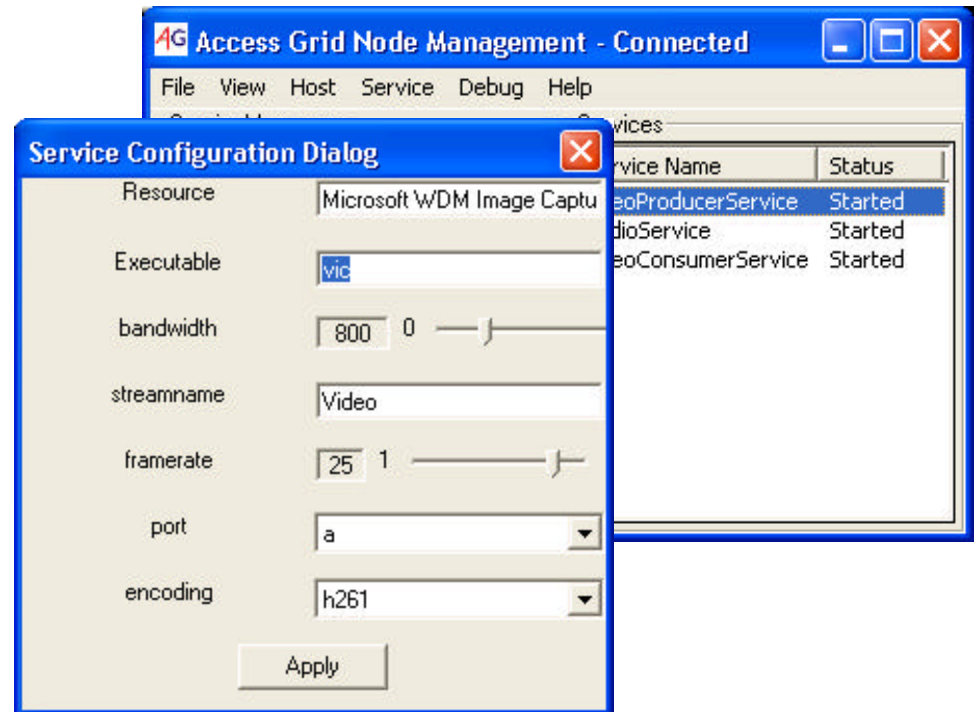 AG Access Grid Node Management - Connected
File View Host Service Debug Help
vices
rvice Name Status
eoProducerService Started
dioService Started
eoConsumerService Started
Service Configuration Dialog
Resource Microsoft WDM Image Captu
Executable vic
bandwidth 800 0
streamname Video
framerate 25 1
port a
encoding h261
Apply